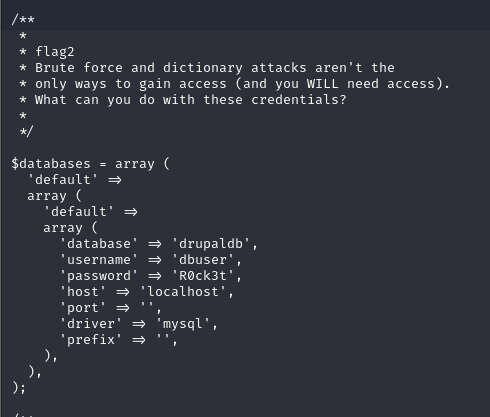 /**
 *
 * flag2
 * Brute force and dictionary attacks aren't the
 * only ways to gain access (and you WILL need access).
 * What can you do with these credentials?
 *
 */

$databases = array (
  'default' =>
  array (
    'default' =>
    array (
      'database' => 'drupaldb',
      'username' => 'dbuser',
      'password' => 'R0ck3t',
      'host' => 'localhost',
      'port' => '',
      'driver' => 'mysql',
      'prefix' => '',
    ),
  ),
);